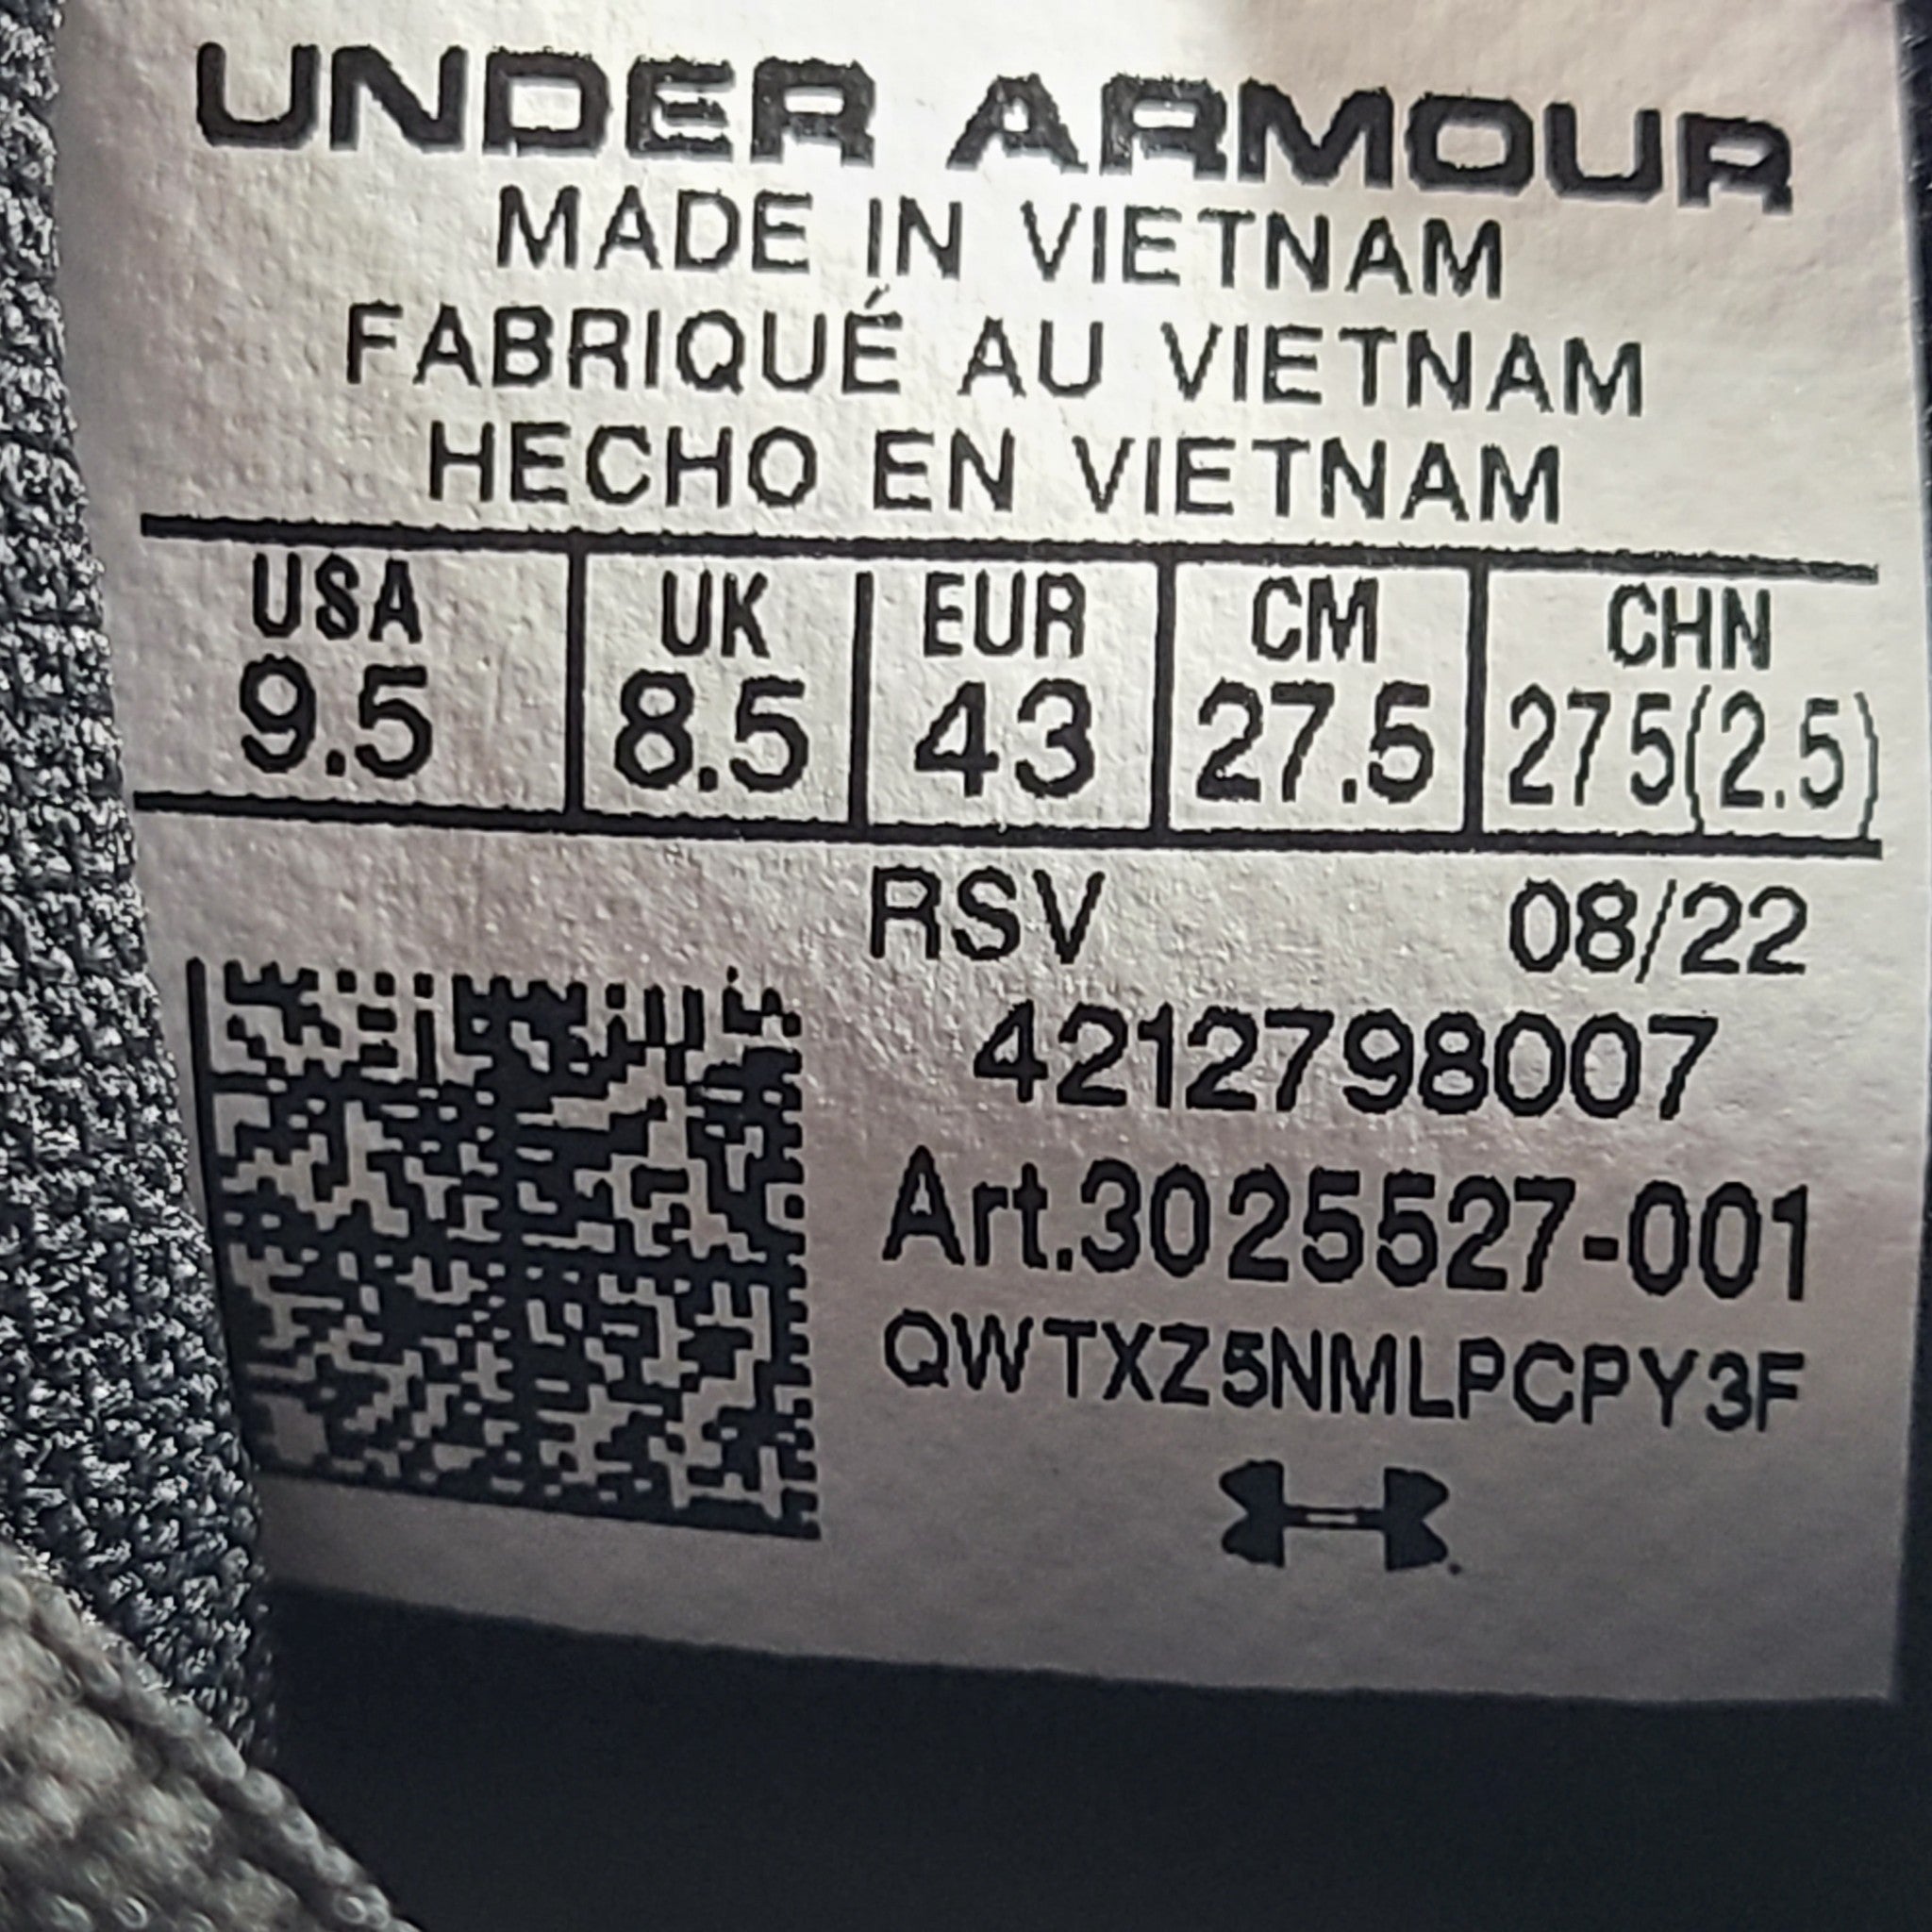 UNDER ARMOUR
MADE IN VIETNAM
FABRIQUÉ AU VIETNAM
HECHO EN VIETNAM
USA UK EUR CM CHN
9.5 8.5 43 27.5 275(2.5)
RSV 08/22
4212798007
Art.3025527-001
QWTXZ5NMLPCPY3F